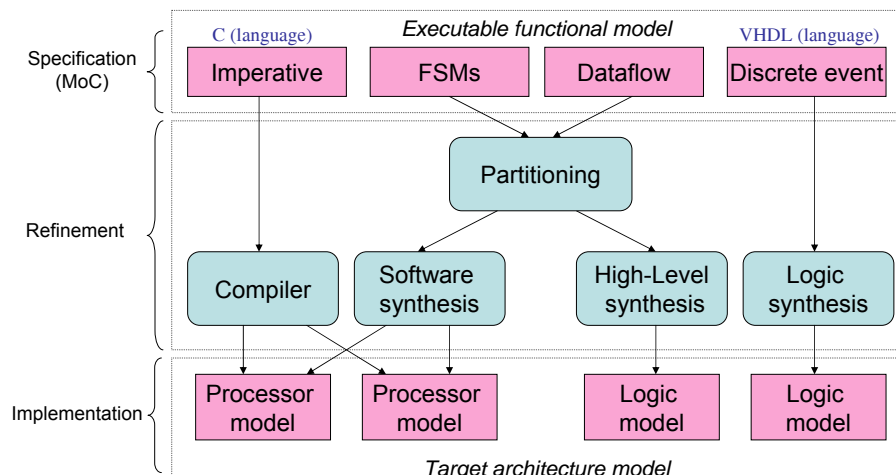 Executable functional model
C (language)
VHDL (language)
Specification
(MoC)
Imperative
FSMs
Dataflow
Discrete event
Partitioning
Refinement
Compiler
Software
synthesis
High-Level
synthesis
Logic
synthesis
Implementation
Processor
model
Processor
model
Logic
model
Logic
model
Target architecture model